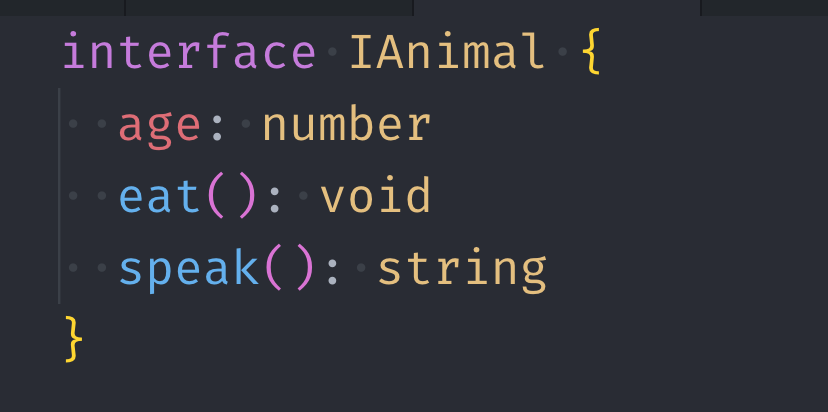 interface IAnimal {
  age: number
  eat(): void
  speak(): string
}